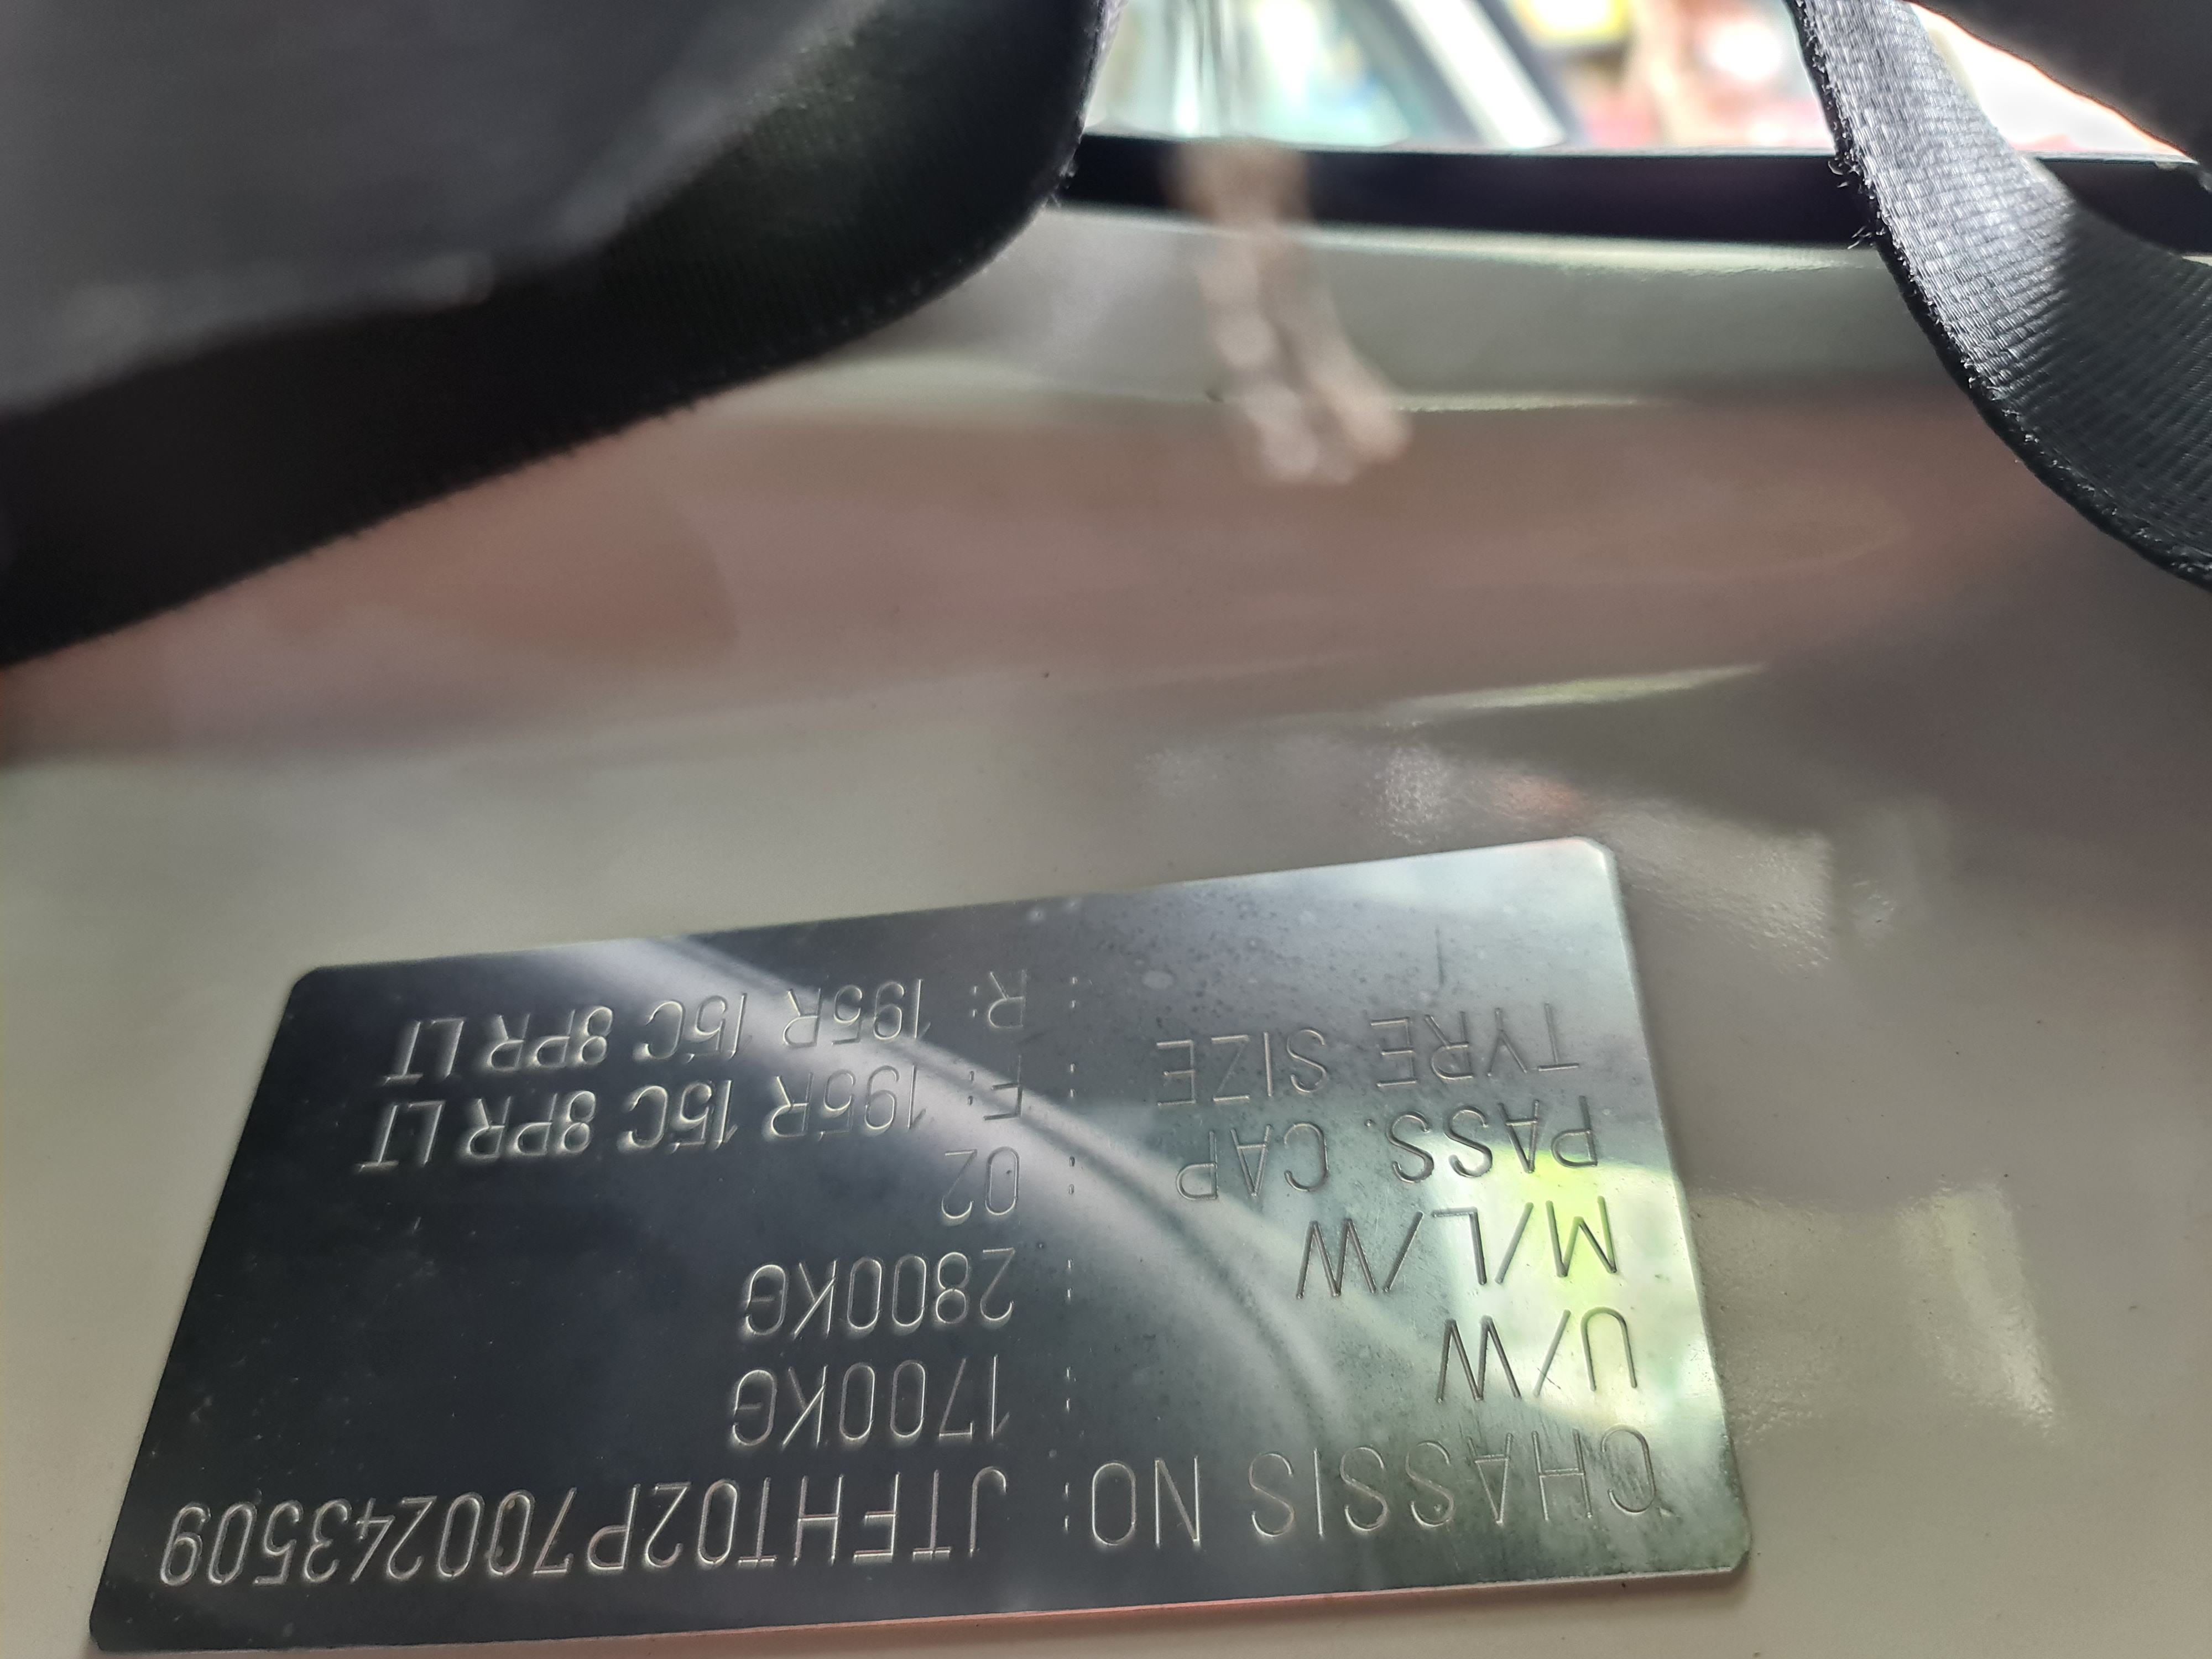 CHASSIS NO: JTFHT02P700243509
U/W : 1700KG
M/L/W : 2800KG
PASS. CAP : 02
TYRE SIZE : F: 195R 15C 8PR LT
: R: 195R 15C 8PR LT